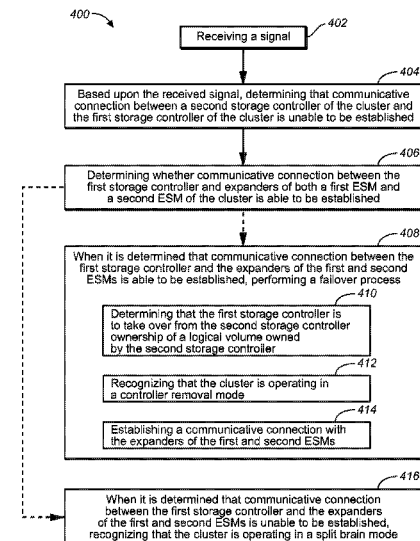 400
402
Receiving a signal
404
Based upon the received signal, determining that communicative
connection between a second storage controller of the cluster and
the first storage controller of the cluster is unable to be established
406
Determining whether communicative connection between the
first storage controller and expanders of both a first ESM and
a second ESM of the cluster is able to be established
408
When it is determined that communicative connection between the
first storage controller and the expanders of the first and second
ESMs is able to be established, performing a failover process
410
Determining that the first storage controller is
to take over from the second storage controller
ownership of a logical volume owned
by the second storage controller
412
Recognizing that the cluster is operating in
a controller removal mode
414
Establishing a communicative connection with
the expanders of the first and second ESMs
416
When it is determined that communicative connection
between the first storage controller and the expanders
of the first and second ESMs is unable to be established,
recognizing that the cluster is operating in a split brain mode